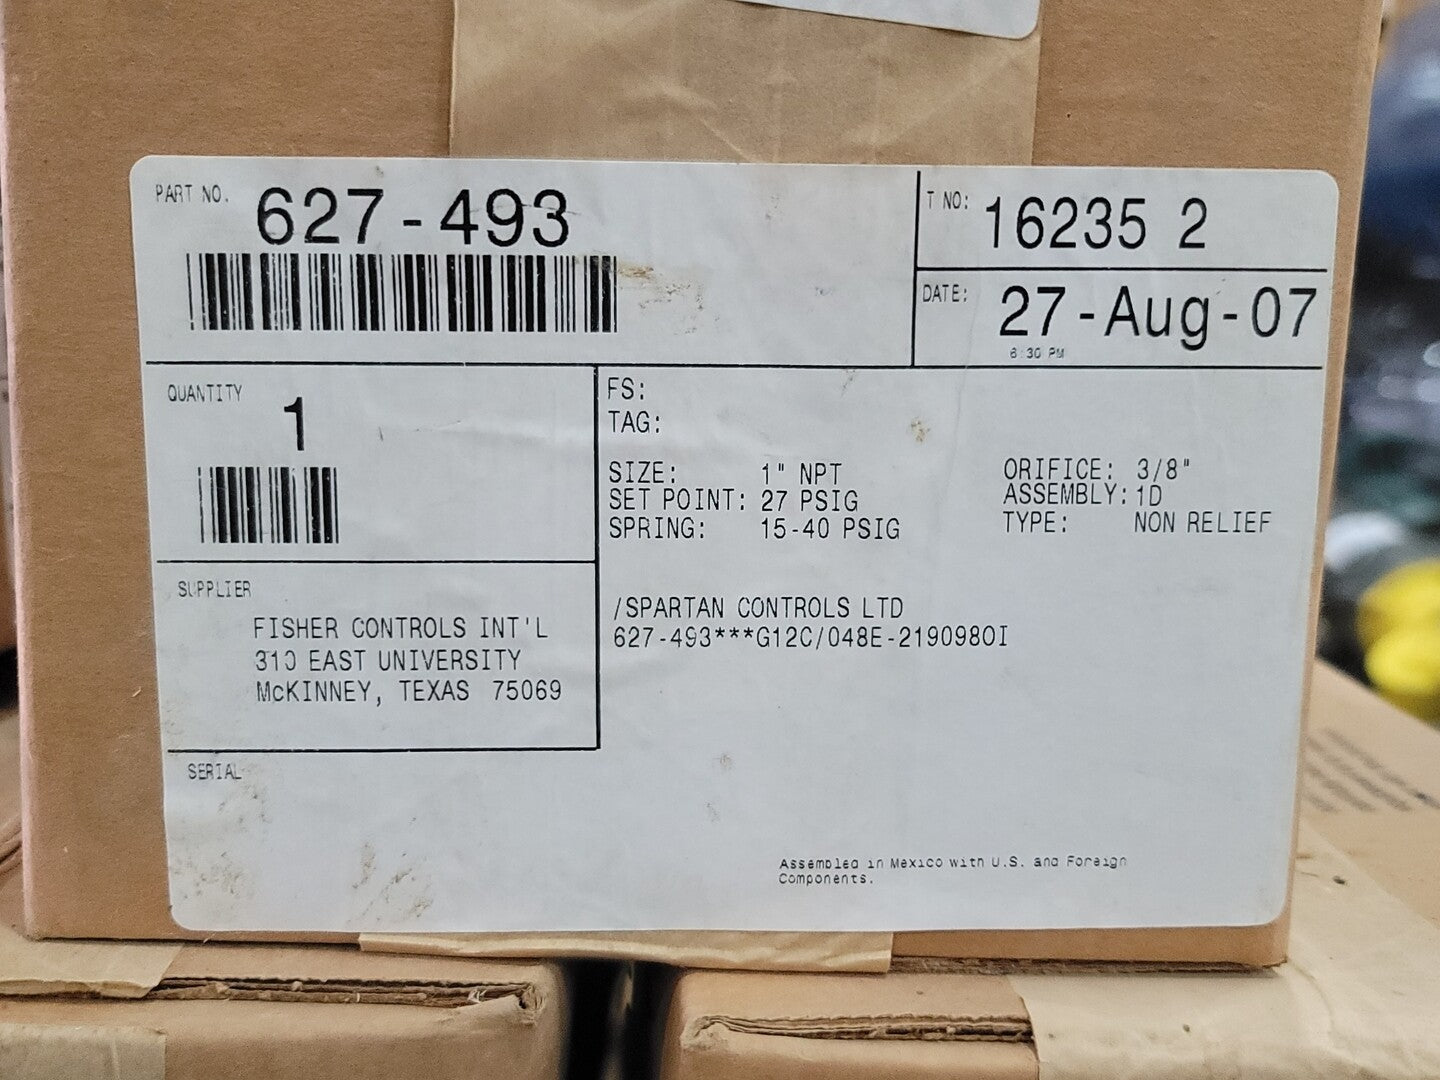 PART NO. 627-493
T NO: 16235 2
DATE: 27-Aug-07
6:30 PM
QUANTITY 1
FS:
TAG:
SIZE: 1" NPT ORIFICE: 3/8"
SET POINT: 27 PSIG ASSEMBLY: 1D
SPRING: 15-40 PSIG TYPE: NON RELIEF
SUPPLIER
FISHER CONTROLS INT'L
310 EAST UNIVERSITY
McKINNEY, TEXAS 75069
/SPARTAN CONTROLS LTD
627-493***G12C/048E-219098OI
SERIAL
Assembled in Mexico with U.S. and Foreign
Components.